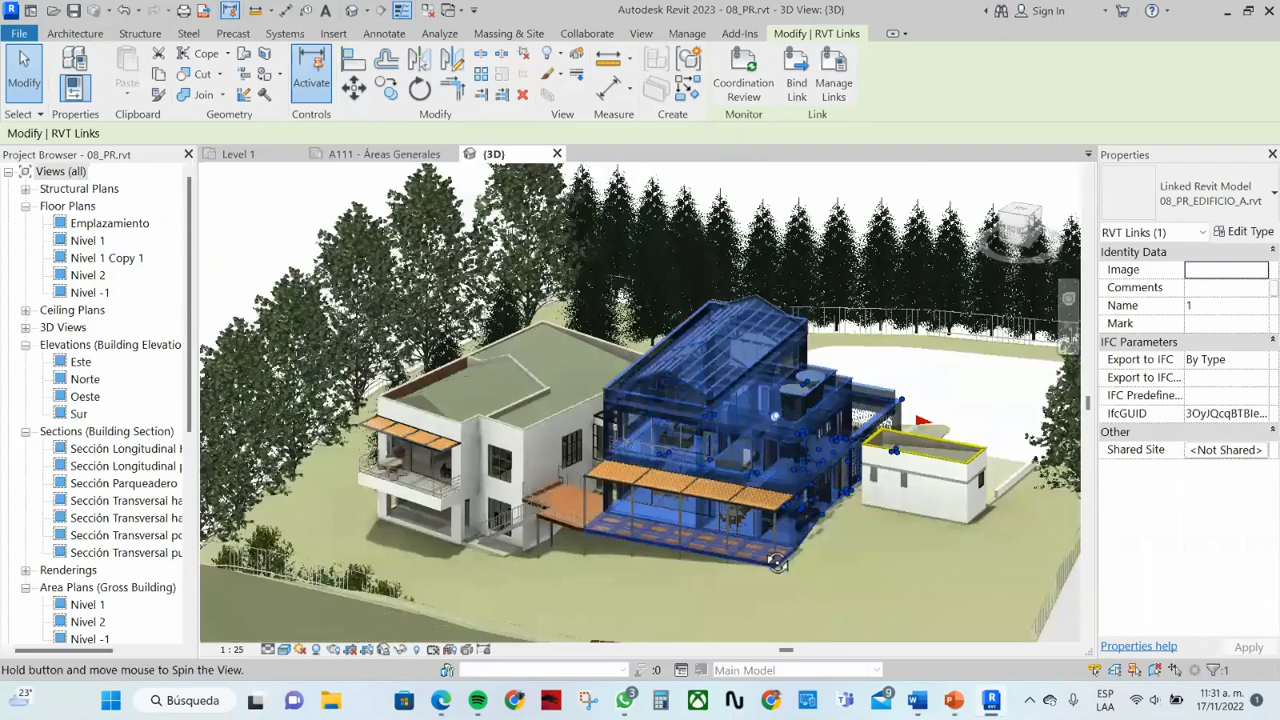 Autodesk Revit 2023 - 08_PR.rvt - 3D View: {3D}
Sign In
File Architecture Structure Steel Precast Systems Insert Annotate Analyze Massing & Site Collaborate View Manage Add-Ins Modify | RVT Links
Modify
Paste
Cope
Cut
Join
Activate
Coordination Review
Bind Link
Manage Links
Select Properties Clipboard Geometry Controls Modify View Measure Create Monitor Link
Modify | RVT Links
Project Browser - 08_PR.rvt
Level 1
A111 - Áreas Generales
{3D}
Properties
Views (all)
Structural Plans
Floor Plans
Emplazamiento
Nivel 1
Nivel 1 Copy 1
Nivel 2
Nivel -1
Ceiling Plans
3D Views
Elevations (Building Elevatio
Este
Norte
Oeste
Sur
Sections (Building Section)
Sección Longitudinal H
Sección Longitudinal p
Sección Parqueadero
Sección Transversal ha
Sección Transversal ha
Sección Transversal po
Sección Transversal pu
Renderings
Area Plans (Gross Building)
Nivel 1
Nivel 2
Nivel -1
Linked Revit Model
08_PR_EDIFICIO_A.rvt
RVT Links (1)
Edit Type
Identity Data
Image
Comments
Name 1
Mark
IFC Parameters
Export to IFC By Type
Export to IFC...
IFC Predefine...
IfcGUID 3OyJQcqBTBIe...
Other
Shared Site <Not Shared>
Properties help
Apply
1 : 25
Hold button and move mouse to Spin the View.
:0
Main Model
:1
23°
Búsqueda
3
9
ESP
LAA
11:31 a. m.
17/11/2022